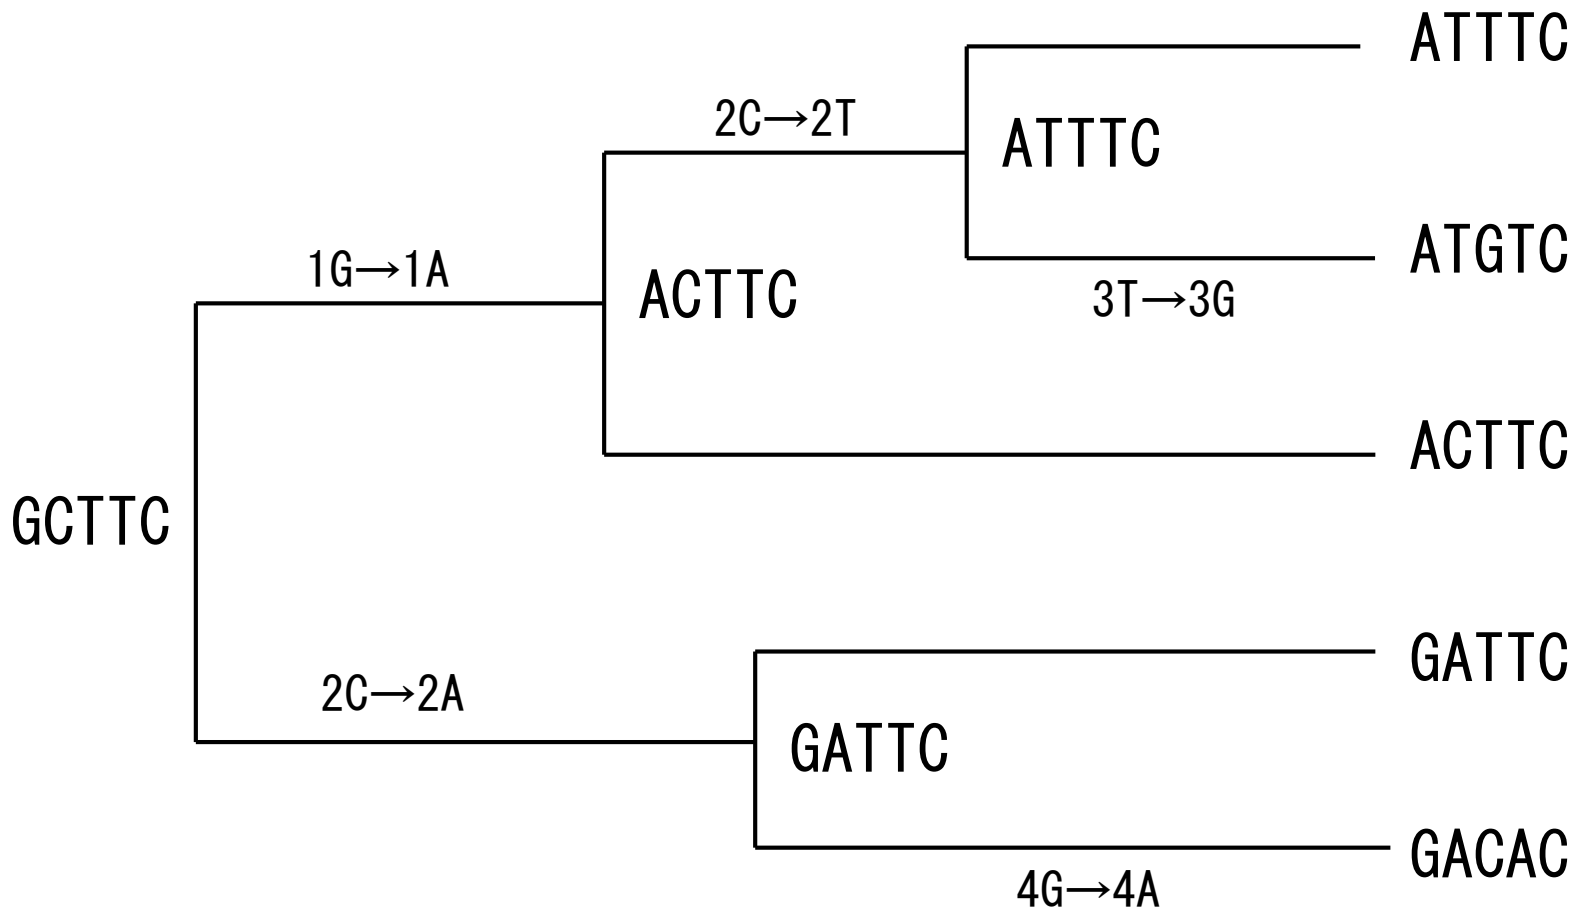 ATTTC
2C→2T
ATTTC
ATGTC
1G→1A
ACTTC
3T→3G
ACTTC
GCTTC
GATTC
2C→2A
GATTC
GACAC
4G→4A